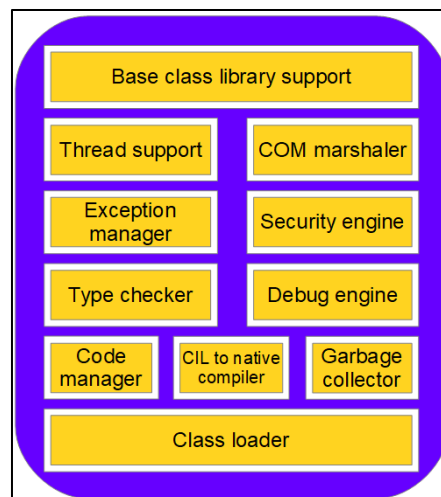 Base class library support
Thread support
COM marshaler
Exception
manager
Security engine
Type checker
Debug engine
Code
manager
CIL to native
compiler
Garbage
collector
Class loader